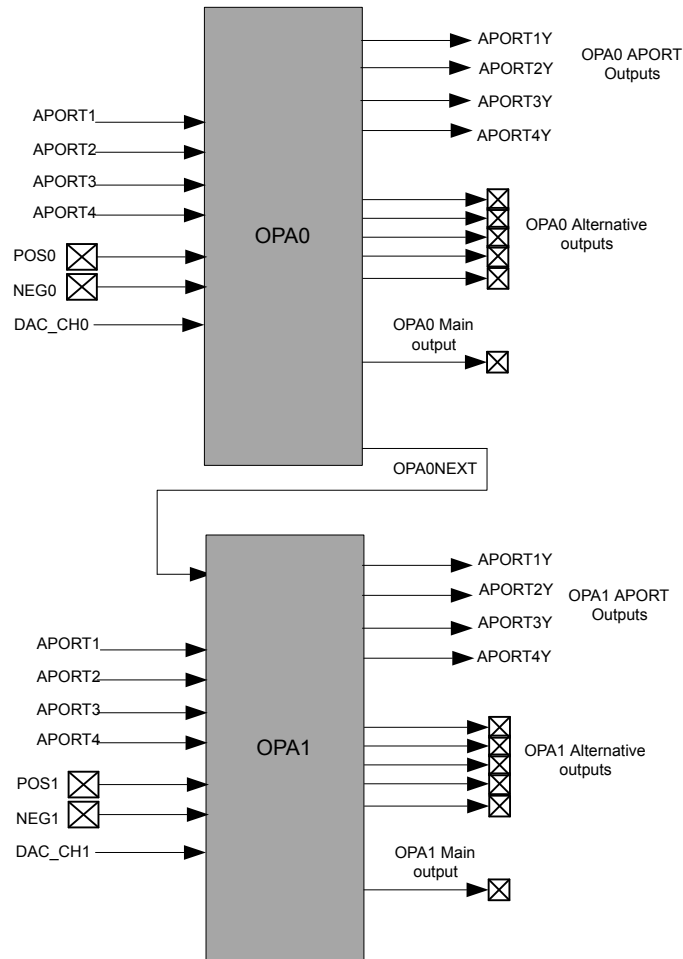 APORT1Y
APORT2Y
APORT3Y
APORT4Y
OPA0 APORT
Outputs
APORT1
APORT2
APORT3
APORT4
POS0
NEG0
DAC_CH0
OPA0
OPA0 Alternative
outputs
OPA0 Main
output
OPA0NEXT
APORT1Y
APORT2Y
APORT3Y
APORT4Y
OPA1 APORT
Outputs
APORT1
APORT2
APORT3
APORT4
POS1
NEG1
DAC_CH1
OPA1
OPA1 Alternative
outputs
OPA1 Main
output